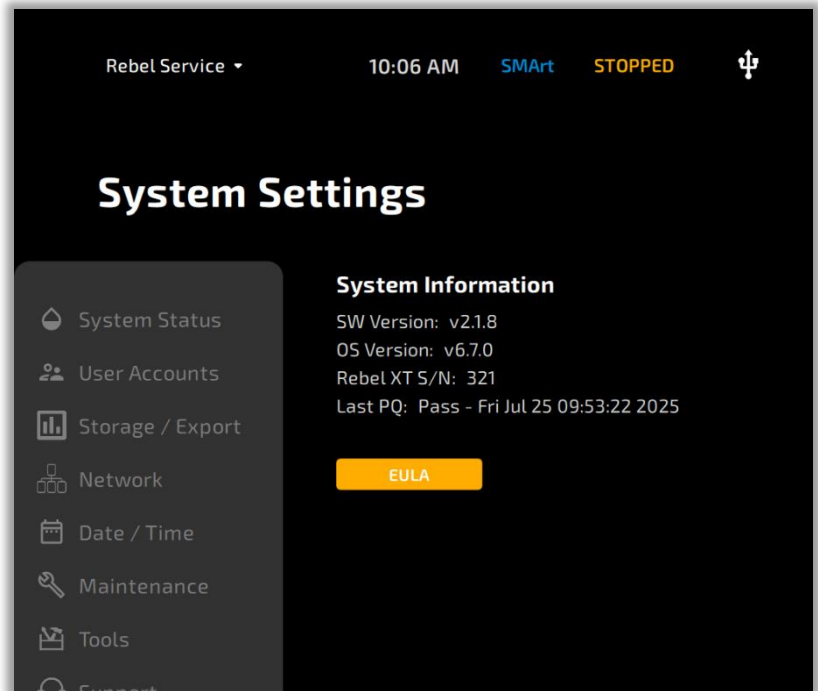 Rebel Service
10:06 AM
SMArt
STOPPED
System Settings
System Status
User Accounts
Storage / Export
Network
Date / Time
Maintenance
Tools
Support
System Information
SW Version: v2.1.8
OS Version: v6.7.0
Rebel XT S/N: 321
Last PQ: Pass - Fri Jul 25 09:53:22 2025
EULA